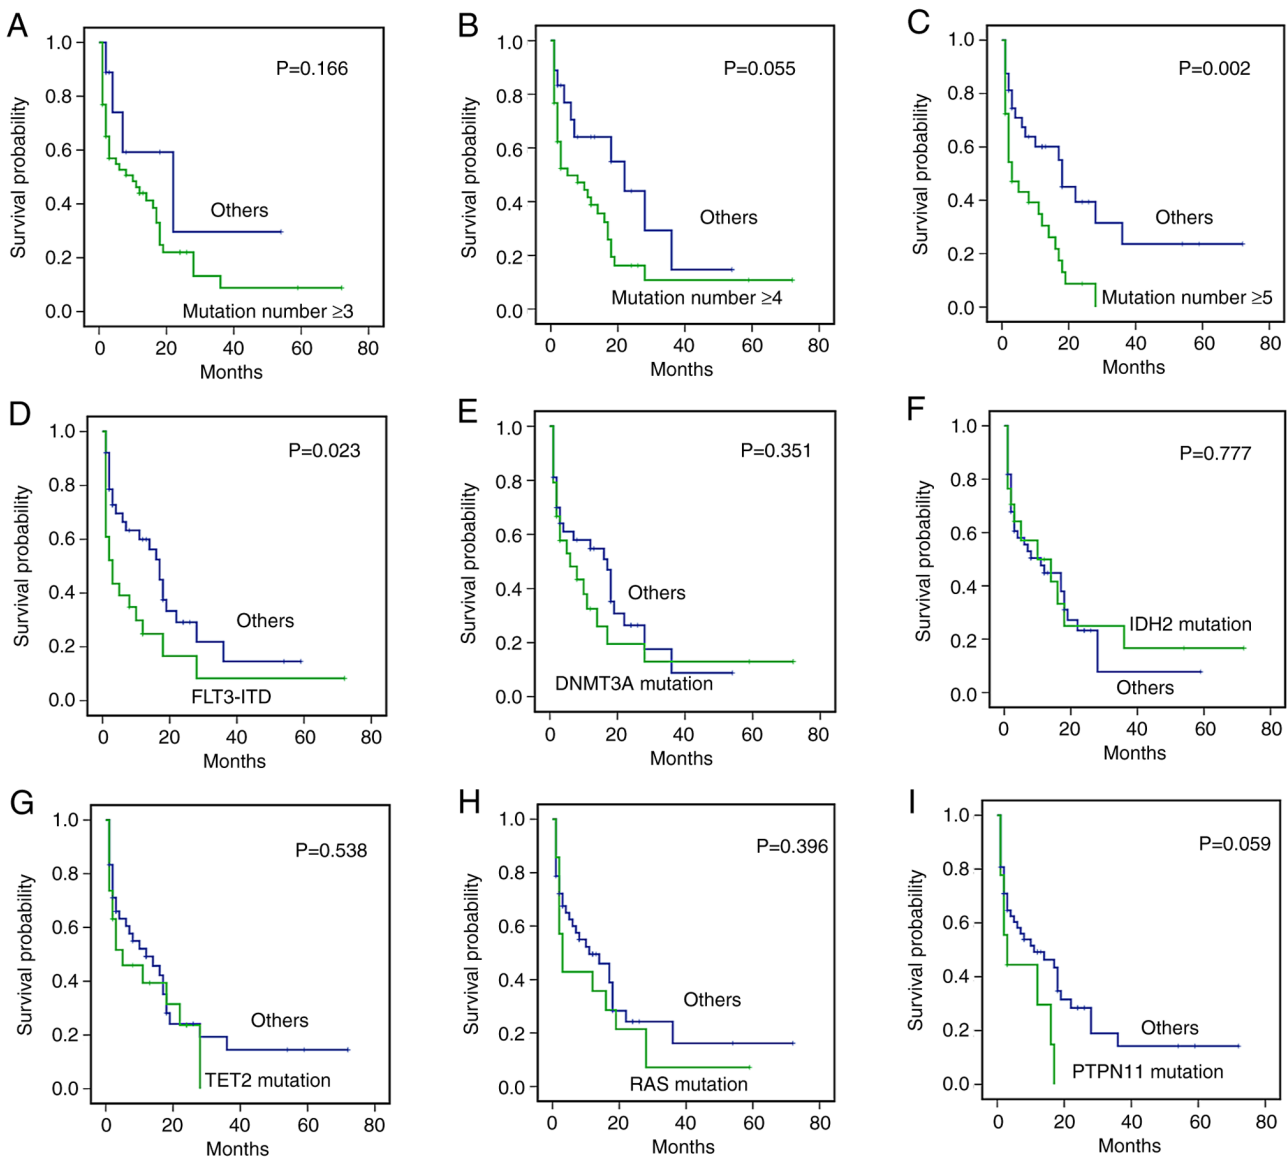 A
P=0.166
Survival probability
1.0
0.8
0.6
0.4
0.2
0.0
Others
Mutation number ≥3
0 20 40 60 80
Months
B
P=0.055
Survival probability
1.0
0.8
0.6
0.4
0.2
0.0
Others
Mutation number ≥4
0 20 40 60 80
Months
C
P=0.002
Survival probability
1.0
0.8
0.6
0.4
0.2
0.0
Others
Mutation number ≥5
0 20 40 60 80
Months
D
P=0.023
Survival probability
1.0
0.8
0.6
0.4
0.2
0.0
Others
FLT3-ITD
0 20 40 60 80
Months
E
P=0.351
Survival probability
1.0
0.8
0.6
0.4
0.2
0.0
Others
DNMT3A mutation
0 20 40 60 80
Months
F
P=0.777
Survival probability
1.0
0.8
0.6
0.4
0.2
0.0
IDH2 mutation
Others
0 20 40 60 80
Months
G
P=0.538
Survival probability
1.0
0.8
0.6
0.4
0.2
0.0
Others
TET2 mutation
0 20 40 60 80
Months
H
P=0.396
Survival probability
1.0
0.8
0.6
0.4
0.2
0.0
Others
RAS mutation
0 20 40 60 80
Months
I
P=0.059
Survival probability
1.0
0.8
0.6
0.4
0.2
0.0
Others
PTPN11 mutation
0 20 40 60 80
Months